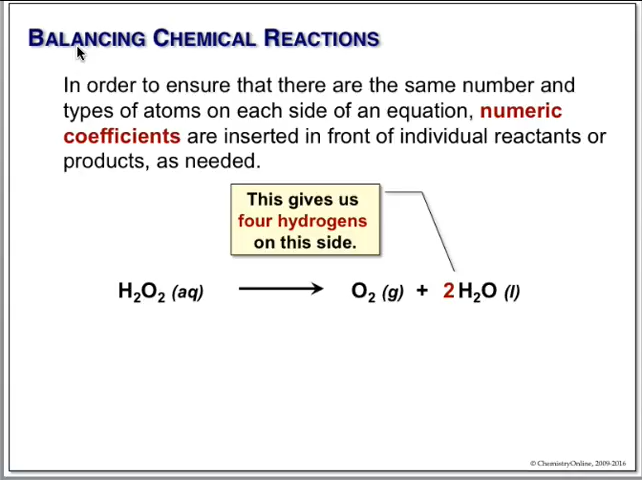 BALANCING CHEMICAL REACTIONS
In order to ensure that there are the same number and
types of atoms on each side of an equation, numeric
coefficients are inserted in front of individual reactants or
products, as needed.
This gives us
four hydrogens
on this side.
H₂O₂ (aq) ⟶ O₂ (g) + 2 H₂O (l)
© ChemistryOnline, 2009-2016